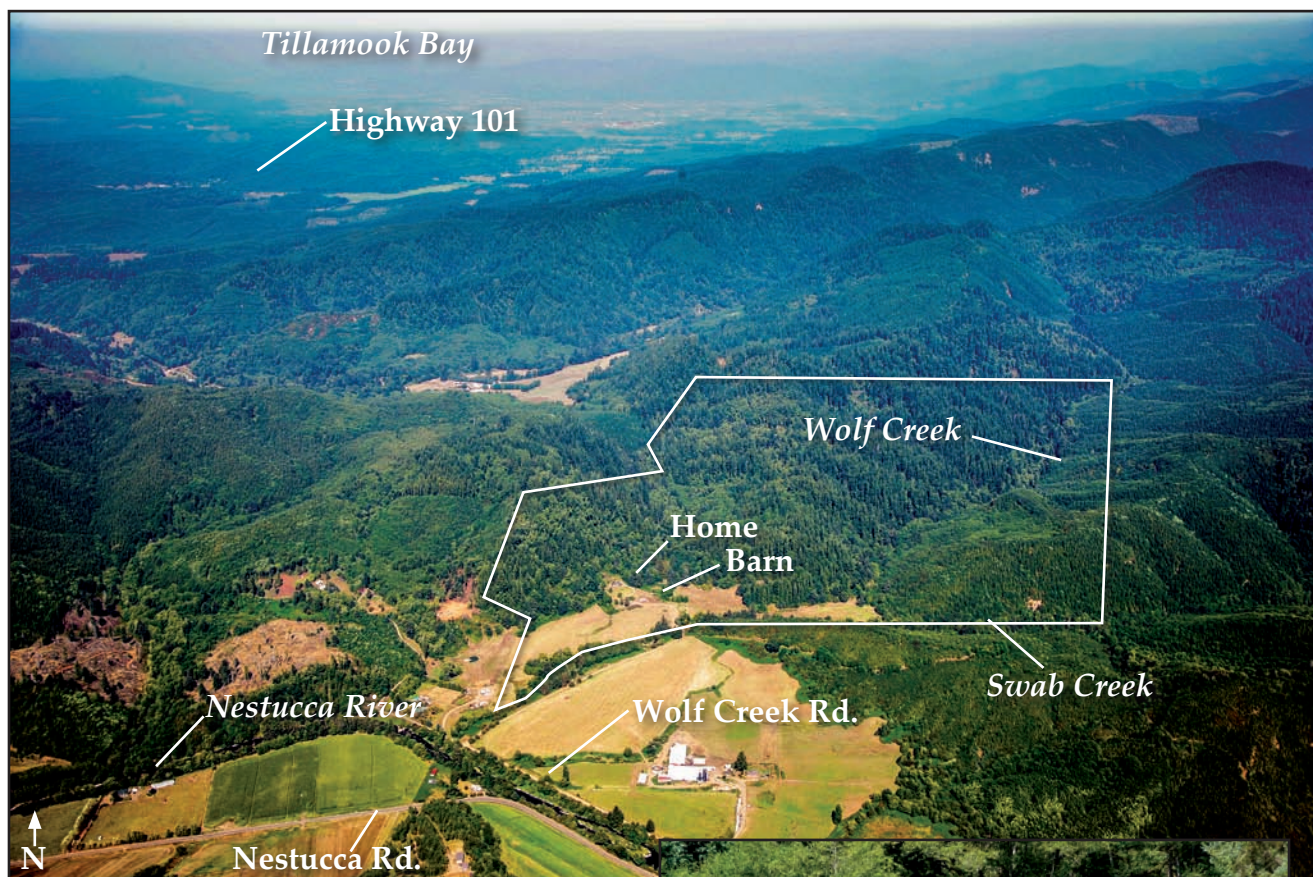 Tillamook Bay
Highway 101
Wolf Creek
Home
Barn
Swab Creek
Nestucca River
Wolf Creek Rd.
N
Nestucca Rd.